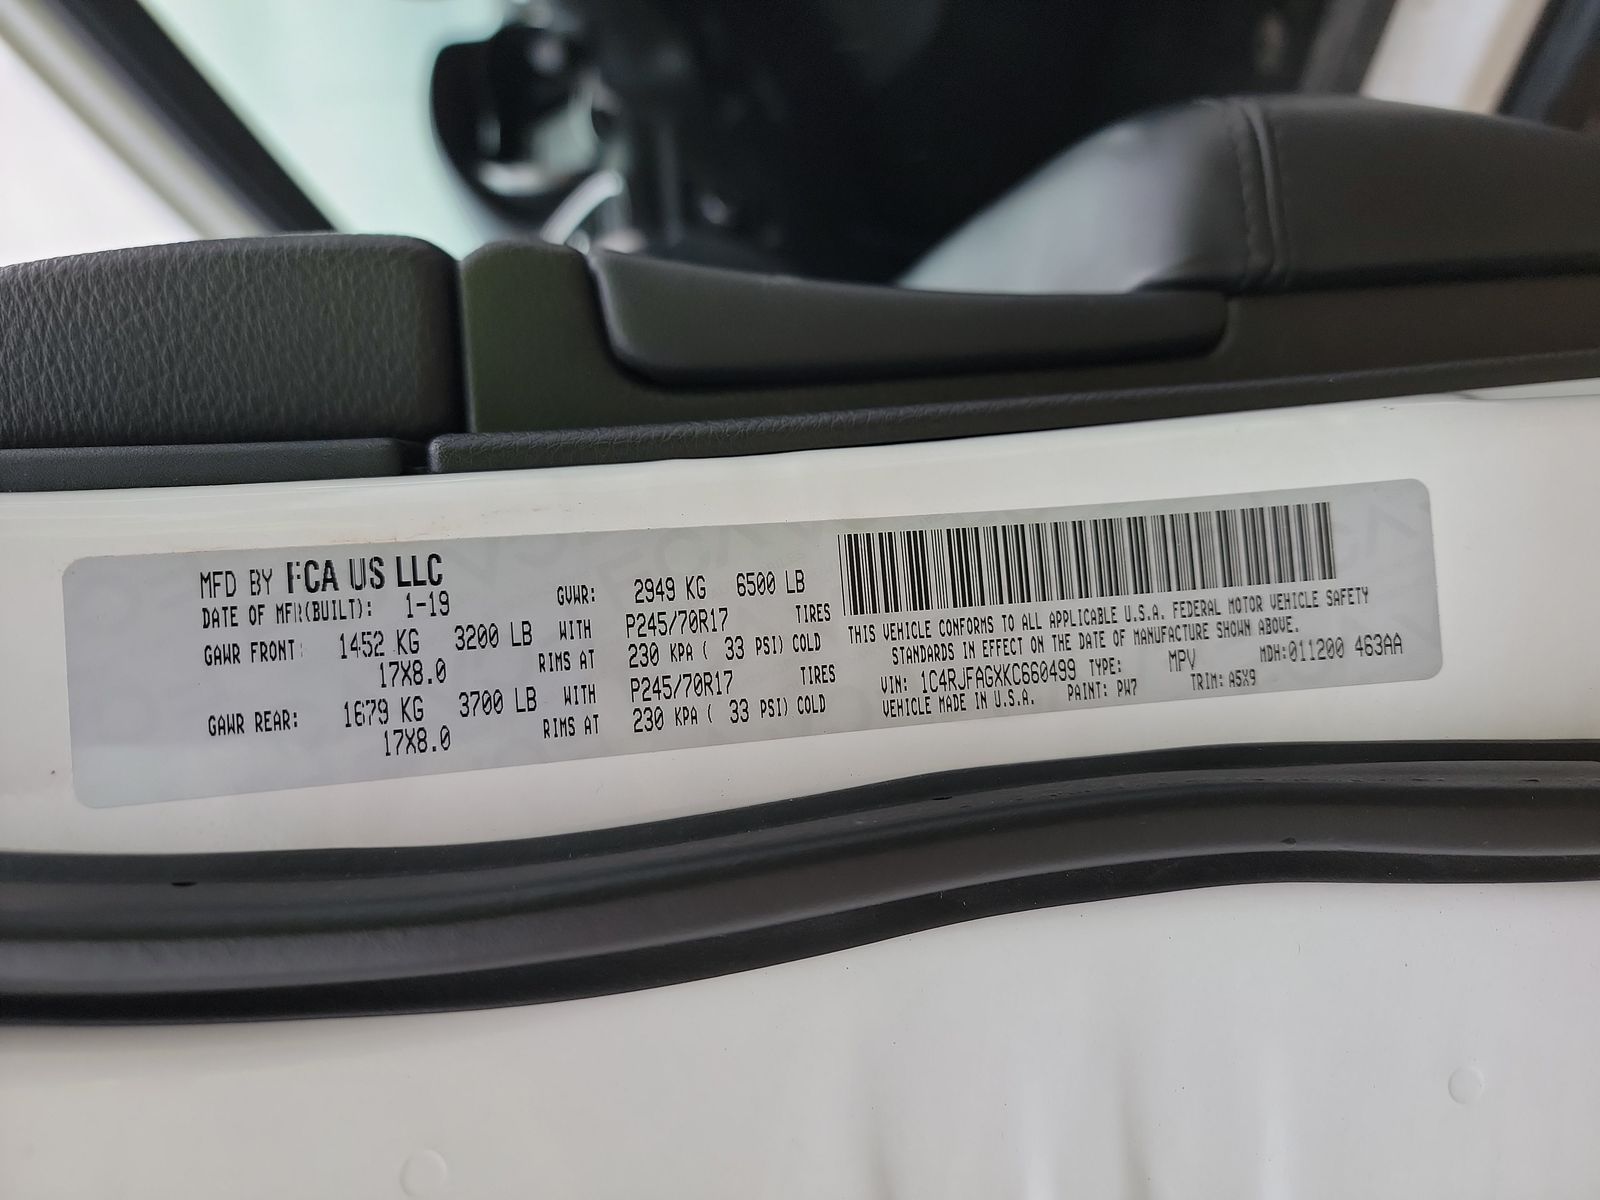 MFD BY FCA US LLC
DATE OF MFR(BUILT): 1-19 GVWR: 2949 KG 6500 LB
GAWR FRONT: 1452 KG 3200 LB WITH P245/70R17 TIRES
17X8.0 RIMS AT 230 KPA ( 33 PSI) COLD
GAWR REAR: 1679 KG 3700 LB WITH P245/70R17 TIRES
17X8.0 RIMS AT 230 KPA ( 33 PSI) COLD
THIS VEHICLE CONFORMS TO ALL APPLICABLE U.S.A. FEDERAL MOTOR VEHICLE SAFETY
STANDARDS IN EFFECT ON THE DATE OF MANUFACTURE SHOWN ABOVE.
VIN: 1C4RJFAGXKC660499 TYPE: MPV MDH:011200 463AA
VEHICLE MADE IN U.S.A. PAINT: PW7 TRIM: A5X9